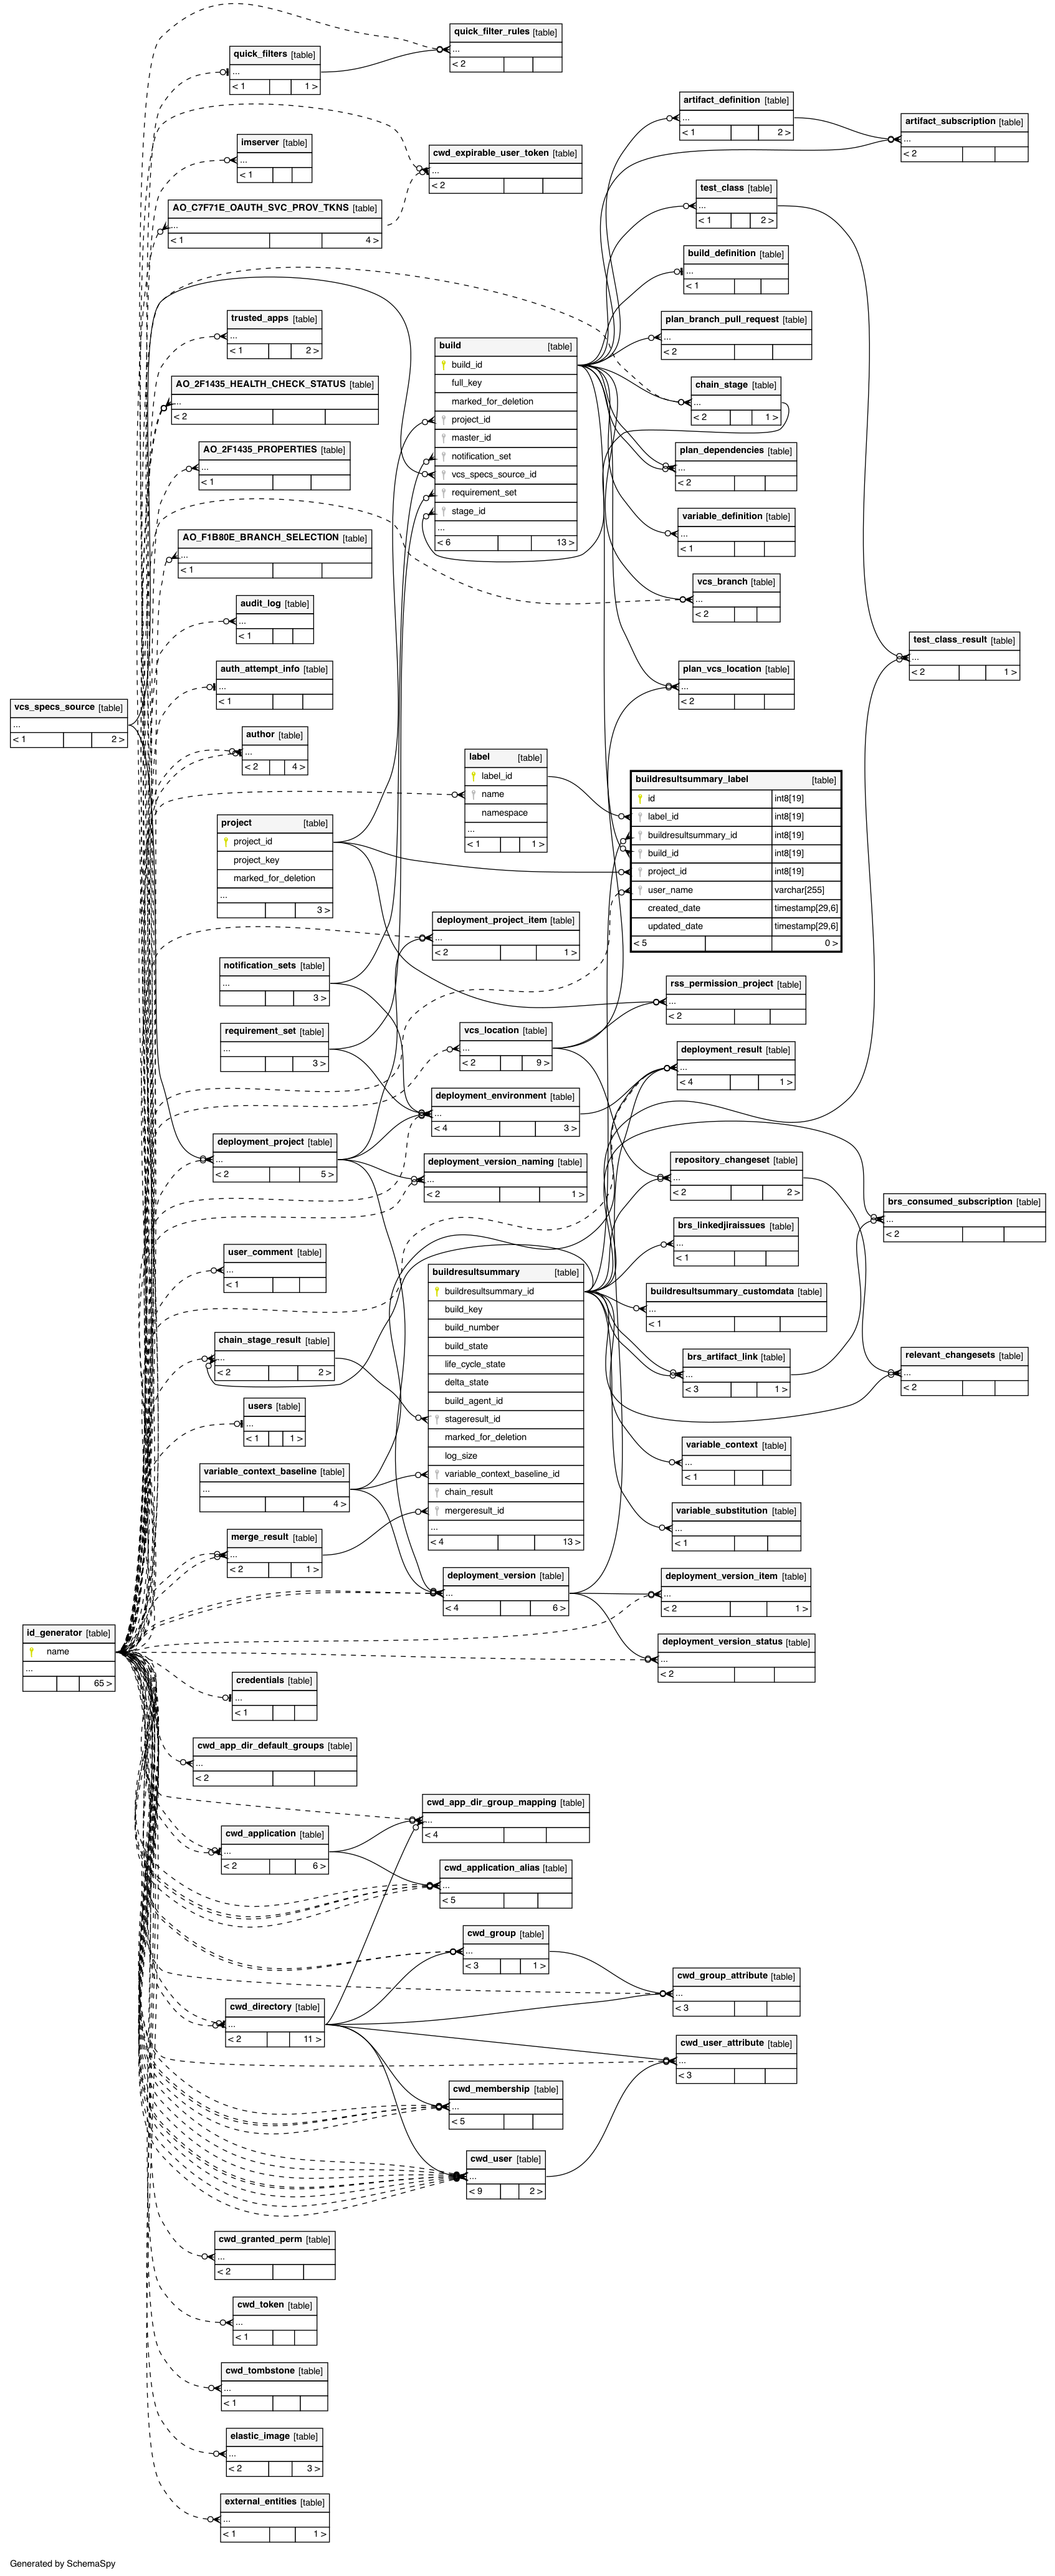 quick_filter_rules [table]
...
< 2
quick_filters [table]
...
< 1 1 >
artifact_definition [table]
...
< 1 2 >
artifact_subscription [table]
...
< 2
imserver [table]
...
< 1
cwd_expirable_user_token [table]
...
< 2
test_class [table]
...
< 1 2 >
AO_C7F71E_OAUTH_SVC_PROV_TKNS [table]
...
< 1 4 >
build_definition [table]
...
< 1
trusted_apps [table]
...
< 1 2 >
plan_branch_pull_request [table]
...
< 2
build [table]
build_id
full_key
marked_for_deletion
project_id
master_id
notification_set
vcs_specs_source_id
requirement_set
stage_id
...
< 6 13 >
AO_2F1435_HEALTH_CHECK_STATUS [table]
...
< 2
chain_stage [table]
...
< 2 1 >
AO_2F1435_PROPERTIES [table]
...
< 1
plan_dependencies [table]
...
< 2
variable_definition [table]
...
< 1
AO_F1B80E_BRANCH_SELECTION [table]
...
< 1
vcs_branch [table]
...
< 2
audit_log [table]
...
< 1
test_class_result [table]
...
< 2 1 >
auth_attempt_info [table]
...
< 1
plan_vcs_location [table]
...
< 2
vcs_specs_source [table]
...
< 1 2 >
author [table]
...
< 2 4 >
label [table]
label_id
name
namespace
...
< 1 1 >
buildresultsummary_label [table]
id int8[19]
label_id int8[19]
buildresultsummary_id int8[19]
build_id int8[19]
project_id int8[19]
user_name varchar[255]
created_date timestamp[29,6]
updated_date timestamp[29,6]
< 5 0 >
project [table]
project_id
project_key
marked_for_deletion
...
3 >
deployment_project_item [table]
...
< 2 1 >
notification_sets [table]
...
3 >
rss_permission_project [table]
...
< 2
requirement_set [table]
...
3 >
vcs_location [table]
...
< 2 9 >
deployment_result [table]
...
< 4 1 >
deployment_environment [table]
...
< 4 3 >
deployment_project [table]
...
< 2 5 >
deployment_version_naming [table]
...
< 2 1 >
repository_changeset [table]
...
< 2 2 >
brs_consumed_subscription [table]
...
< 2
brs_linkedjiraissues [table]
...
< 1
user_comment [table]
...
< 1
buildresultsummary [table]
buildresultsummary_id
build_key
build_number
build_state
life_cycle_state
delta_state
build_agent_id
stageresult_id
marked_for_deletion
log_size
variable_context_baseline_id
chain_result
mergeresult_id
...
< 4 13 >
buildresultsummary_customdata [table]
...
< 1
chain_stage_result [table]
...
< 2 2 >
brs_artifact_link [table]
...
< 3 1 >
relevant_changesets [table]
...
< 2
users [table]
...
< 1 1 >
variable_context [table]
...
< 1
variable_context_baseline [table]
...
4 >
variable_substitution [table]
...
< 1
merge_result [table]
...
< 2 1 >
deployment_version [table]
...
< 4 6 >
deployment_version_item [table]
...
< 2 1 >
id_generator [table]
name
...
65 >
deployment_version_status [table]
...
< 2
credentials [table]
...
< 1
cwd_app_dir_default_groups [table]
...
< 2
cwd_app_dir_group_mapping [table]
...
< 4
cwd_application [table]
...
< 2 6 >
cwd_application_alias [table]
...
< 5
cwd_group [table]
...
< 3 1 >
cwd_group_attribute [table]
...
< 3
cwd_directory [table]
...
< 2 11 >
cwd_user_attribute [table]
...
< 3
cwd_membership [table]
...
< 5
cwd_user [table]
...
< 9 2 >
cwd_granted_perm [table]
...
< 2
cwd_token [table]
...
< 1
cwd_tombstone [table]
...
< 1
elastic_image [table]
...
< 2 3 >
external_entities [table]
...
< 1 1 >
Generated by SchemaSpy